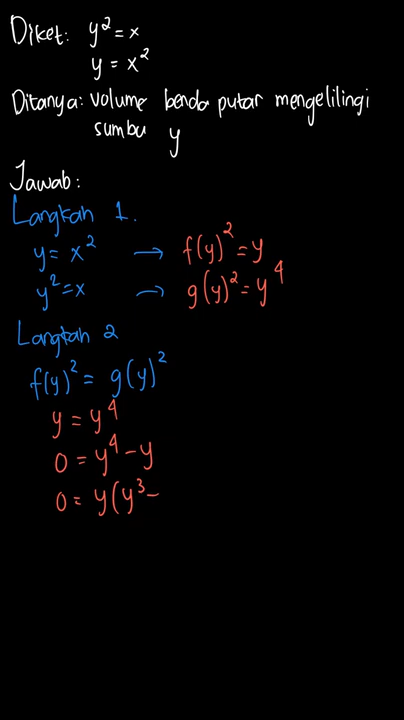 Diket: y² = x
y = x²
Ditanya: volume benda putar mengelilingi
sumbu y
Jawab:
Langkah 1.
y = x² → f(y)² = y
y² = x → g(y)² = y⁴
Langkah 2
f(y)² = g(y)²
y = y⁴
0 = y⁴ - y
0 = y(y³ -